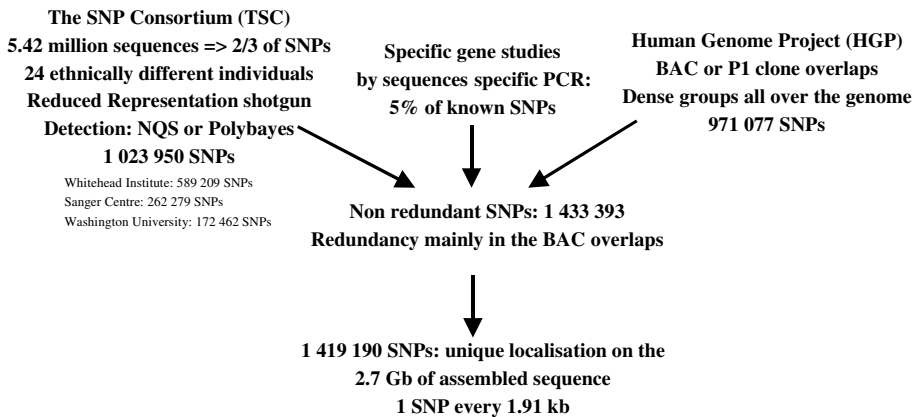 The SNP Consortium (TSC)
5.42 million sequences => 2/3 of SNPs
24 ethnically different individuals
Reduced Representation shotgun
Detection: NQS or Polybayes
1 023 950 SNPs
Whitehead Institute: 589 209 SNPs
Sanger Centre: 262 279 SNPs
Washington University: 172 462 SNPs
Specific gene studies
by sequences specific PCR:
5% of known SNPs
Human Genome Project (HGP)
BAC or P1 clone overlaps
Dense groups all over the genome
971 077 SNPs
Non redundant SNPs: 1 433 393
Redundancy mainly in the BAC overlaps
1 419 190 SNPs: unique localisation on the
2.7 Gb of assembled sequence
1 SNP every 1.91 kb